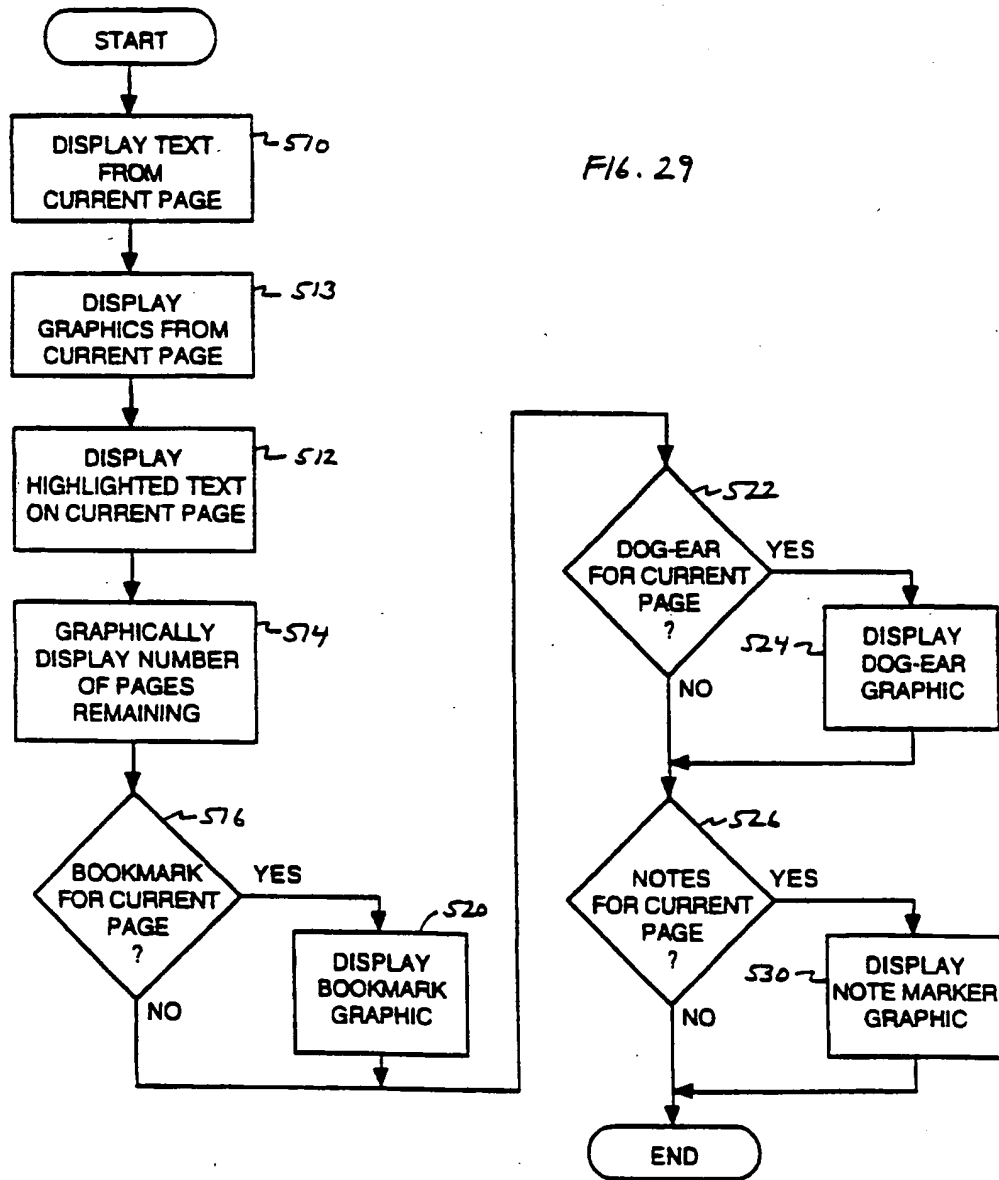 START
DISPLAY TEXT
FROM
CURRENT PAGE
510
FIG. 29
DISPLAY
GRAPHICS FROM
CURRENT PAGE
513
DISPLAY
HIGHLIGHTED TEXT
ON CURRENT PAGE
512
GRAPHICALLY
DISPLAY NUMBER
OF PAGES
REMAINING
514
BOOKMARK
FOR CURRENT
PAGE
?
516
YES
NO
520
DISPLAY
BOOKMARK
GRAPHIC
522
DOG-EAR
FOR CURRENT
PAGE
?
YES
NO
524
DISPLAY
DOG-EAR
GRAPHIC
526
NOTES
FOR CURRENT
PAGE
?
YES
NO
530
DISPLAY
NOTE MARKER
GRAPHIC
END